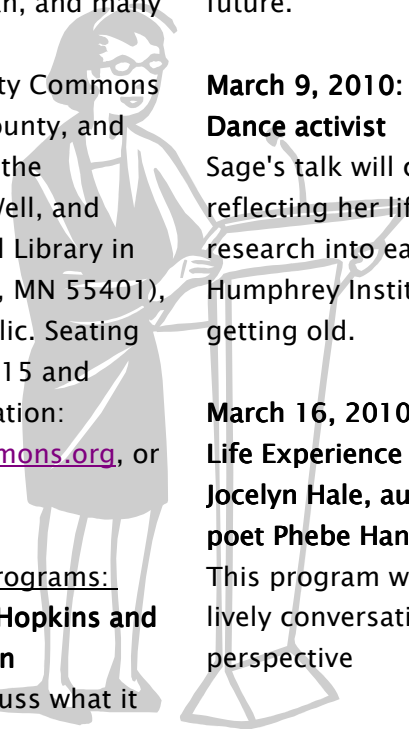 an, and many
ty Commons
ounty, and
the
Well, and
l Library in
, MN 55401),
lic. Seating
15 and
ation:
mons.org, or
rograms:
Hopkins and
n
uss what it
future.
March 9, 2010:
Dance activist
Sage's talk will
reflecting her lif
research into ea
Humphrey Instit
getting old.
March 16, 2010
Life Experience
Jocelyn Hale, au
poet Phebe Han
This program w
lively conversati
perspective